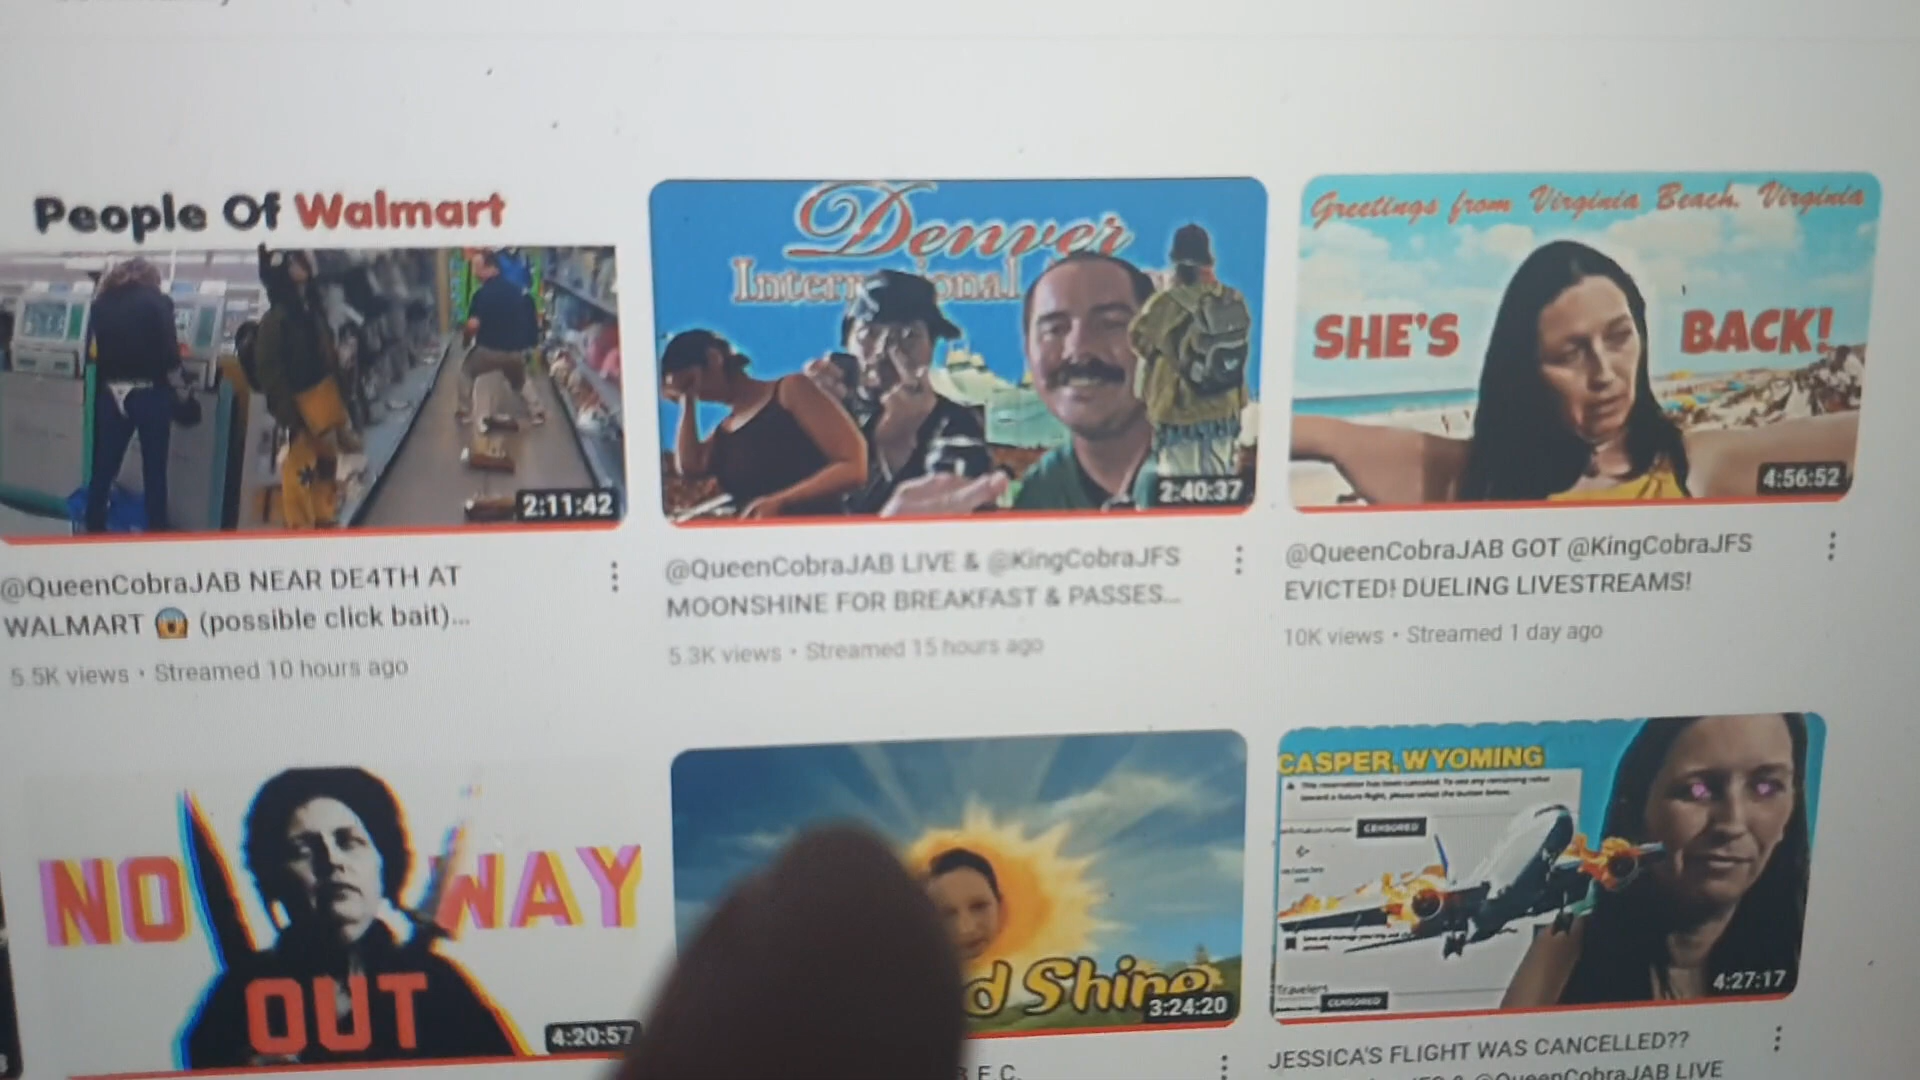 People Of Walmart
2:11:42
@QueenCobraJAB NEAR DE4TH AT
WALMART 😱 (possible click bait)...
5.5K views • Streamed 10 hours ago
Denver
International
2:40:37
@QueenCobraJAB LIVE & @KingCobraJFS
MOONSHINE FOR BREAKFAST & PASSES...
5.3K views • Streamed 15 hours ago
Greetings from Virginia Beach, Virginia
SHE'S BACK!
4:56:52
@QueenCobraJAB GOT @KingCobraJFS
EVICTED! DUELING LIVESTREAMS!
10K views • Streamed 1 day ago
NO WAY
OUT
4:20:57
d Shine
3:24:20
F.C.
CASPER, WYOMING
CENSORED
Travelers
CENSORED
4:27:17
JESSICA'S FLIGHT WAS CANCELLED??
& @QueenCobraJAB LIVE